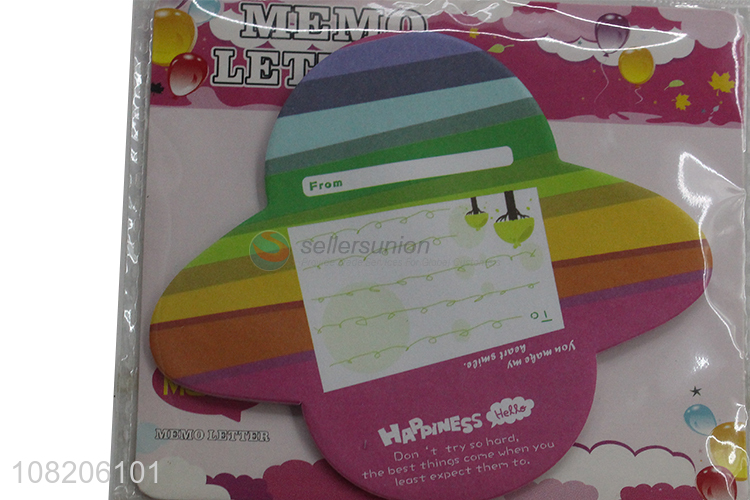 MEMO
LETT
From
sellersunion
To
You make my
heart smile.
HAPPINESS Hello
Don't try so hard,
the best things come when you
least expect them to.
MEMO LETTER
108206101